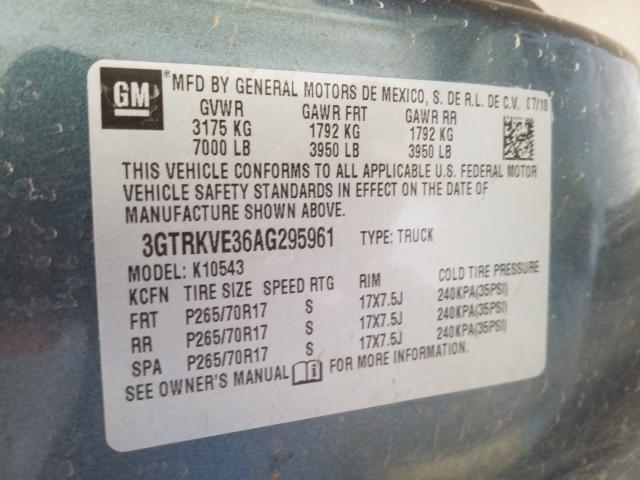 GM
MFD BY GENERAL MOTORS DE MEXICO, S. DE R.L. DE C.V. 07/10
GVWR GAWR FRT GAWR RR
3175 KG 1792 KG 1792 KG
7000 LB 3950 LB 3950 LB
THIS VEHICLE CONFORMS TO ALL APPLICABLE U.S. FEDERAL MOTOR
VEHICLE SAFETY STANDARDS IN EFFECT ON THE DATE OF
MANUFACTURE SHOWN ABOVE.
3GTRKVE36AG295961 TYPE: TRUCK
MODEL: K10543
KCFN TIRE SIZE SPEED RTG RIM COLD TIRE PRESSURE
FRT P265/70R17 S 17X7.5J 240KPA(35PSI)
RR P265/70R17 S 17X7.5J 240KPA(35PSI)
SPA P265/70R17 S 17X7.5J 240KPA(35PSI)
SEE OWNER'S MANUAL i FOR MORE INFORMATION.